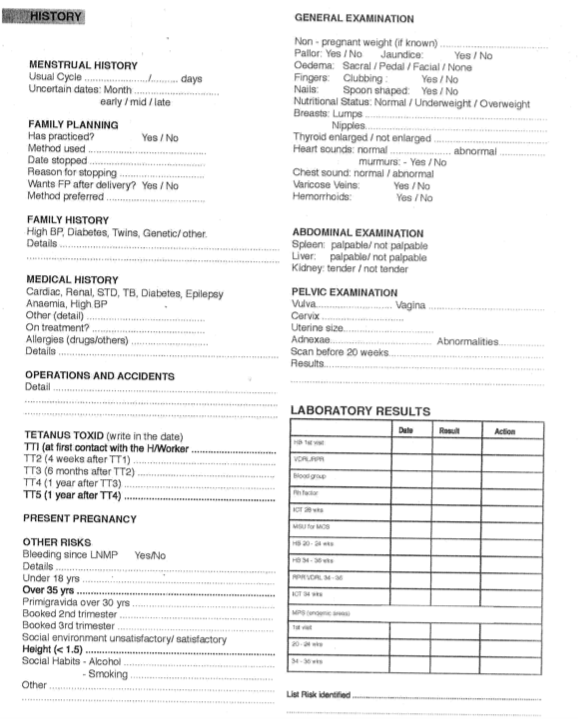 HISTORY
MENSTRUAL HISTORY
Usual Cycle ..................../......... days
Uncertain dates: Month ..........................
early / mid / late
FAMILY PLANNING
Has practiced? Yes / No
Method used ....................................
Date stopped ...................................
Reason for stopping ..........................
Wants FP after delivery? Yes / No
Method preferred ..............................
FAMILY HISTORY
High BP, Diabetes, Twins, Genetic/ other.
Details ..................................................................
..................................................................
MEDICAL HISTORY
Cardiac, Renal, STD, TB, Diabetes, Epilepsy
Anaemia, High BP
Other (detail) ...................................
On treatment? ...................................
Allergies (drugs/others) .......................
Details ..................................................................
OPERATIONS AND ACCIDENTS
Detail ..................................................................
..................................................................
..................................................................
TETANUS TOXID (write in the date)
TTI (at first contact with the H/Worker ..........................
TT2 (4 weeks after TT1) ..........................................
TT3 (6 months after TT2) ..........................................
TT4 (1 year after TT3) ..........................................
TT5 (1 year after TT4) ..........................................
PRESENT PREGNANCY
OTHER RISKS
Bleeding since LNMP Yes/No
Details ..................................................................
Under 18 yrs ..................................................
Over 35 yrs ..................................................
Primigravida over 30 yrs ..................................
Booked 2nd trimester ......................................
Booked 3rd trimester ......................................
Social environment unsatisfactory/ satisfactory
Height (< 1.5) ..................................................
Social Habits - Alcohol ......................................
- Smoking ......................................
Other ..................................................................
..................................................................
GENERAL EXAMINATION
Non - pregnant weight (if known) ..........................
Pallor: Yes / No Jaundice: Yes / No
Oedema: Sacral / Pedal / Facial / None
Fingers: Clubbing : Yes / No
Nails: Spoon shaped: Yes / No
Nutritional Status: Normal / Underweight / Overweight
Breasts: Lumps ..................................................
Nipples..................................................
Thyroid enlarged / not enlarged ..........................
Heart sounds: normal ................. abnormal .............
murmurs: - Yes / No
Chest sound: normal / abnormal
Varicose Veins: Yes / No
Hemorrhoids: Yes / No
ABDOMINAL EXAMINATION
Spleen: palpable/ not palpable
Liver: palpable/ not palpable
Kidney: tender / not tender
PELVIC EXAMINATION
Vulva...................... Vagina ..................................
Cervix ..........................
Uterine size..........................
Adnexae.......................... Abnormalities................
Scan before 20 weeks..........................................
Results..................................................................
..................................................................
LABORATORY RESULTS
Date Result Action
HB 1st visit
VDRL/RPR
Blood group
Rh factor
ICT 28 wks
MSU for MCS
HB 20 - 24 wks
HB 34 - 36 wks
RPR VDRL 34 - 36
ICT 34 wks
MPS (endemic areas)
1st visit
20 - 24 wks
34 - 36 wks
List Risk identified ..................................................
..................................................................